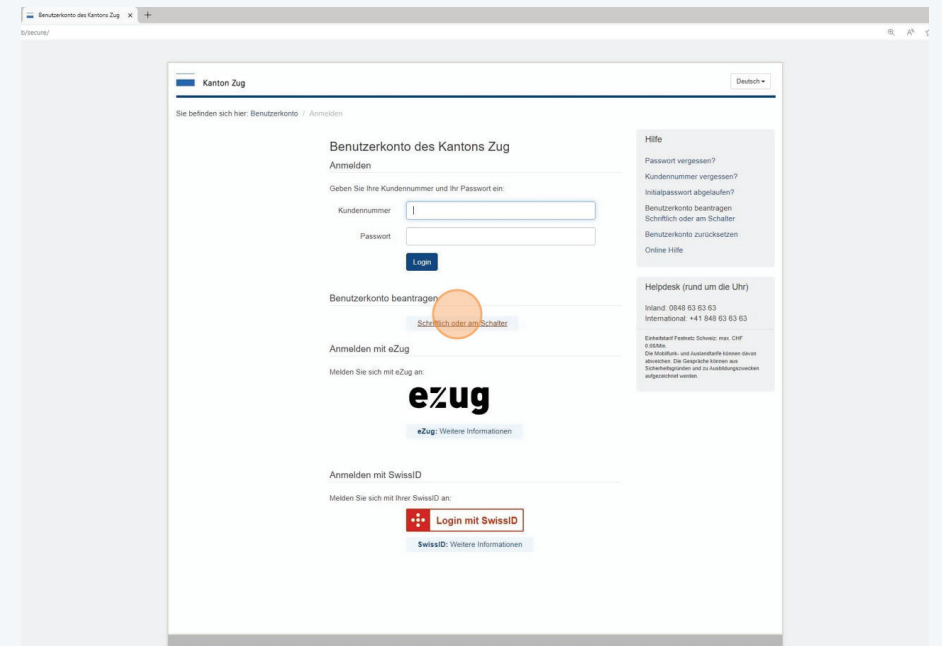 Benutzerkonto des Kantons Zug
b/secure/
Kanton Zug
Deutsch
Sie befinden sich hier: Benutzerkonto / Anmelden
Benutzerkonto des Kantons Zug
Anmelden
Geben Sie Ihre Kundennummer und Ihr Passwort ein:
Kundennummer
Passwort
Login
Benutzerkonto beantragen
Schriftlich oder am Schalter
Anmelden mit eZug
Melden Sie sich mit eZug an:
ezug
eZug: Weitere Informationen
Anmelden mit SwissID
Melden Sie sich mit Ihrer SwissID an:
Login mit SwissID
SwissID: Weitere Informationen
Hilfe
Passwort vergessen?
Kundennummer vergessen?
Initialpasswort abgelaufen?
Benutzerkonto beantragen
Schriftlich oder am Schalter
Benutzerkonto zurücksetzen
Online Hilfe
Helpdesk (rund um die Uhr)
Inland: 0848 63 63 63
International: +41 848 63 63 63
Einheitstarif Festnetz Schweiz: max. CHF
0.08/Min.
Die Mobilfunk- und Auslandtarife können davon
abweichen. Die Gespräche können aus
Sicherheitsgründen und zu Ausbildungszwecken
aufgezeichnet werden.